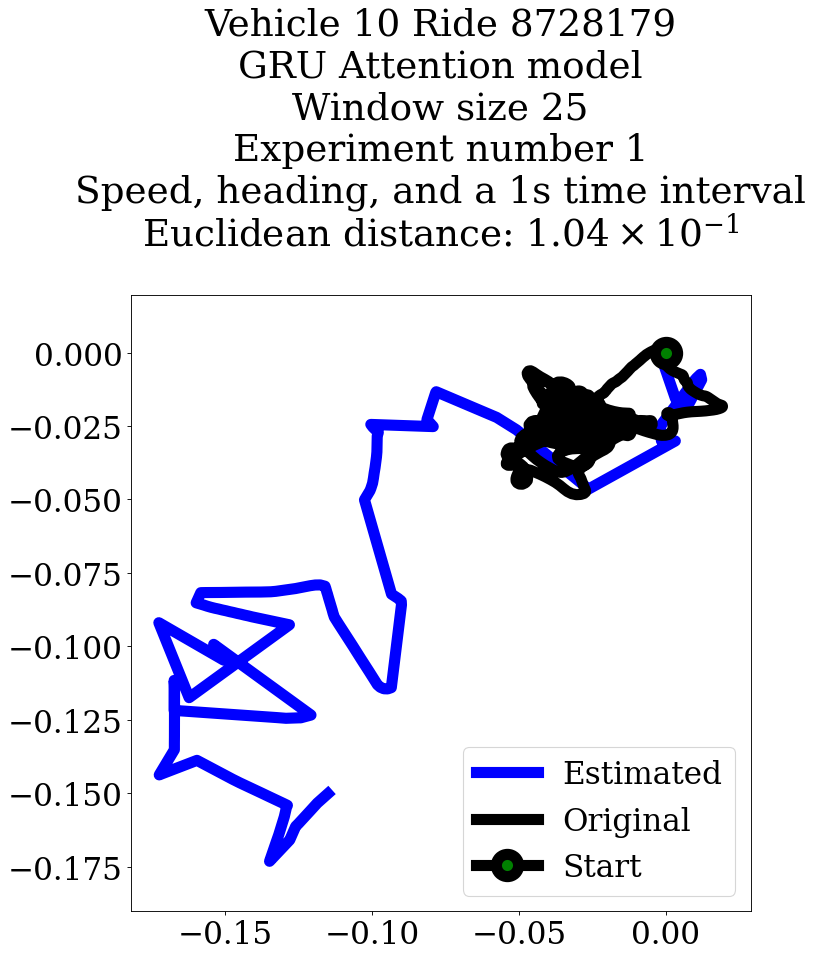 Vehicle 10 Ride 8728179
GRU Attention model
Window size 25
Experiment number 1
Speed, heading, and a 1s time interval
Euclidean distance: 1.04 × 10⁻¹
0.000
−0.025
−0.050
−0.075
−0.100
−0.125
−0.150
−0.175
Estimated
Original
Start
−0.15 −0.10 −0.05 0.00